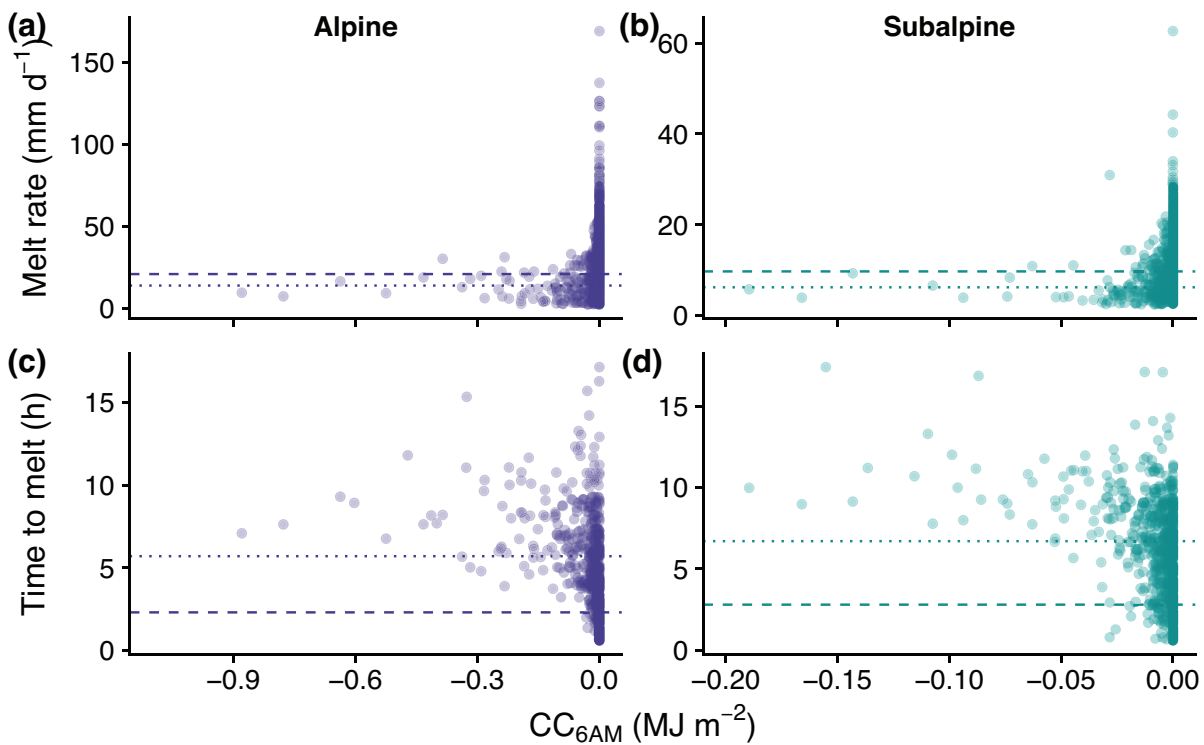 (a) Alpine (b) Subalpine
Melt rate (mm d⁻¹)
150
100
50
0
60
40
20
0
(c) (d)
Time to melt (h)
15
10
5
0
15
10
5
0
−0.9 −0.6 −0.3 0.0
−0.20 −0.15 −0.10 −0.05 0.00
CC₆AM (MJ m⁻²)